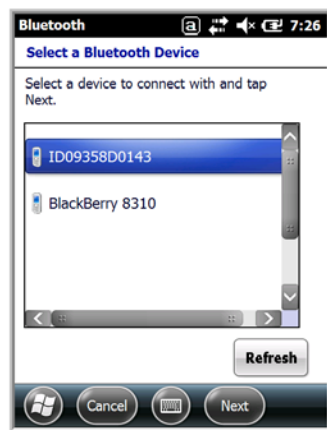 Bluetooth a 7:26
Select a Bluetooth Device
Select a device to connect with and tap
Next.
ID09358D0143
BlackBerry 8310
Refresh
Cancel Next